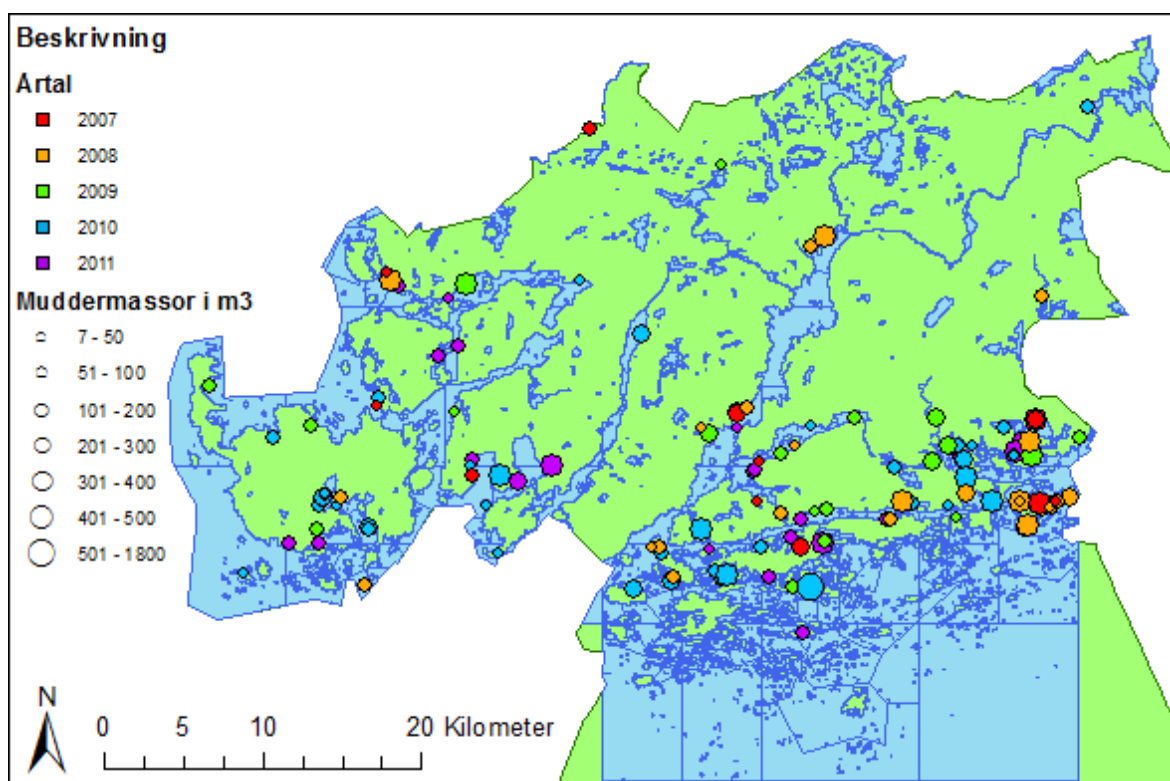 Beskrivning
Årtal
2007
2008
2009
2010
2011
Muddermassor i m3
7 - 50
51 - 100
101 - 200
201 - 300
301 - 400
401 - 500
501 - 1800
N
0 5 10 20 Kilometer